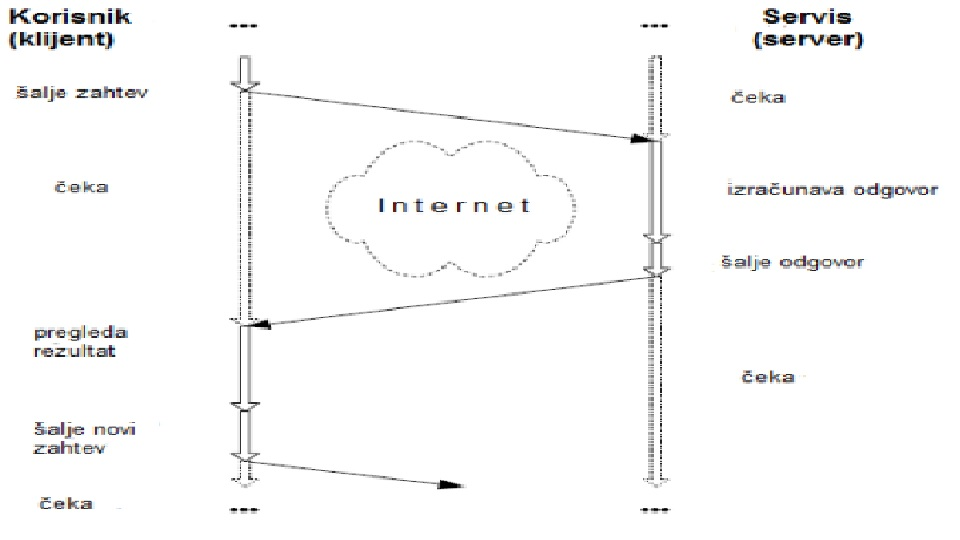 Korisnik
(klijent)
...
...
Servis
(server)
šalje zahtev
čeka
čeka
Internet
izračunava odgovor
šalje odgovor
pregleda
rezultat
čeka
šalje novi
zahtev
čeka
...
...